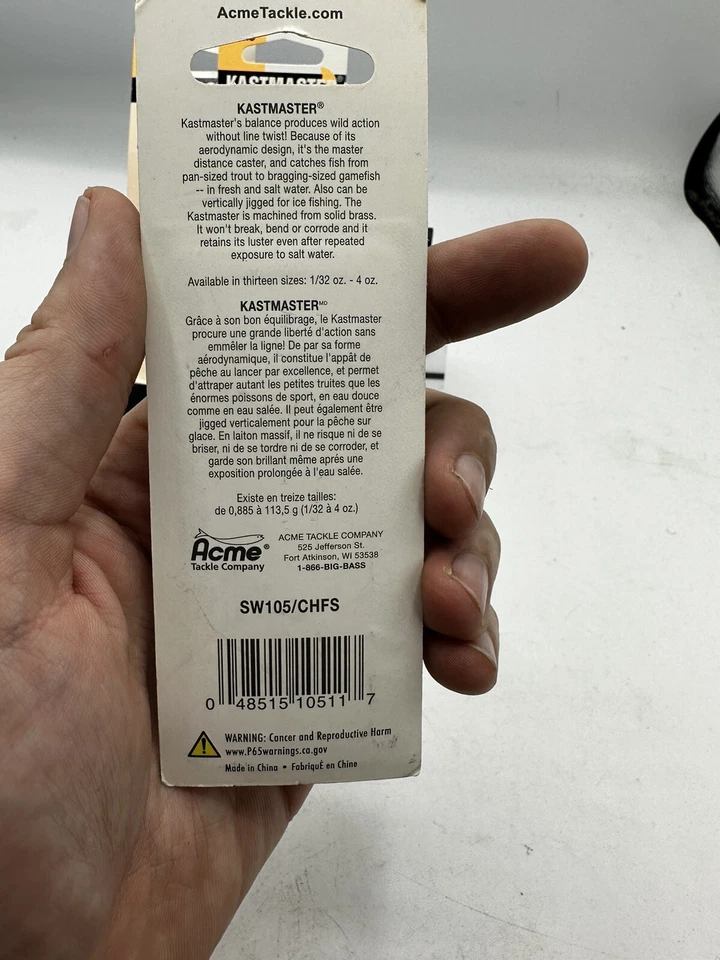 AcmeTackle.com
KASTMASTER
KASTMASTER®
Kastmaster's balance produces wild action
without line twist! Because of its
aerodynamic design, it's the master
distance caster, and catches fish from
pan-sized trout to bragging-sized gamefish
-- in fresh and salt water. Also can be
vertically jigged for ice fishing. The
Kastmaster is machined from solid brass.
It won't break, bend or corrode and it
retains its luster even after repeated
exposure to salt water.
Available in thirteen sizes: 1/32 oz. - 4 oz.
KASTMASTER MD
Grâce à son bon équilibrage, le Kastmaster
procure une grande liberté d'action sans
emmêler la ligne! De par sa forme
aérodynamique, il constitue l'appât de
pêche au lancer par excellence, et permet
d'attraper autant les petites truites que les
énormes poissons de sport, en eau douce
comme en eau salée. Il peut également être
jigged verticalement pour la pêche sur
glace. En laiton massif, il ne risque ni de se
briser, ni de se tordre ni de se corroder, et
garde son brillant même aprés une
exposition prolongée à l'eau salée.
Existe en treize tailles:
de 0,885 à 113,5 g (1/32 à 4 oz.)
Acme®
Tackle Company
ACME TACKLE COMPANY
525 Jefferson St.
Fort Atkinson, WI 53538
1-866-BIG-BASS
SW105/CHFS
0 48515 10511 7
WARNING: Cancer and Reproductive Harm
www.P65warnings.ca.gov
Made in China • FabriquÉ en Chine